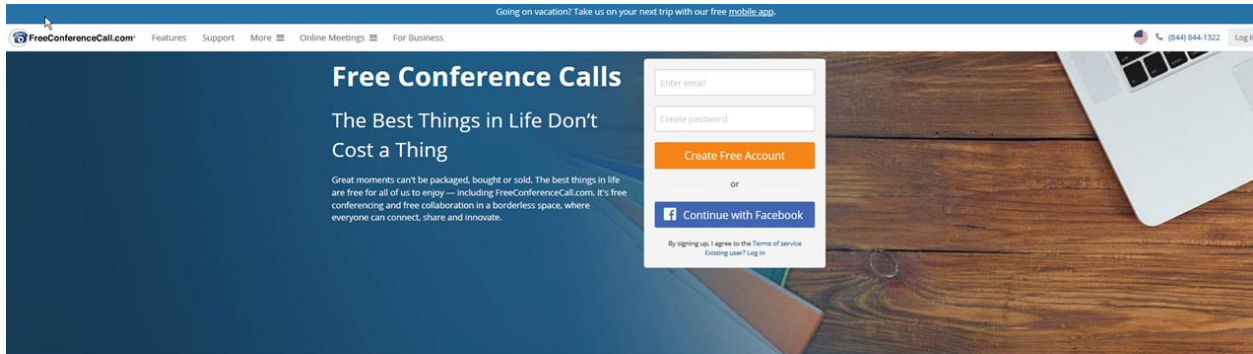 Going on vacation? Take us on your next trip with our free mobile app.
FreeConferenceCall.com® Features Support More Online Meetings For Business (844) 844-1322 Log I
Free Conference Calls
The Best Things in Life Don't
Cost a Thing
Great moments can't be packaged, bought or sold. The best things in life
are free for all of us to enjoy — including FreeConferenceCall.com. It's free
conferencing and free collaboration in a borderless space, where
everyone can connect, share and innovate.
Enter email
Create password
Create Free Account
or
Continue with Facebook
By signing up, I agree to the Terms of service
Existing user? Log in